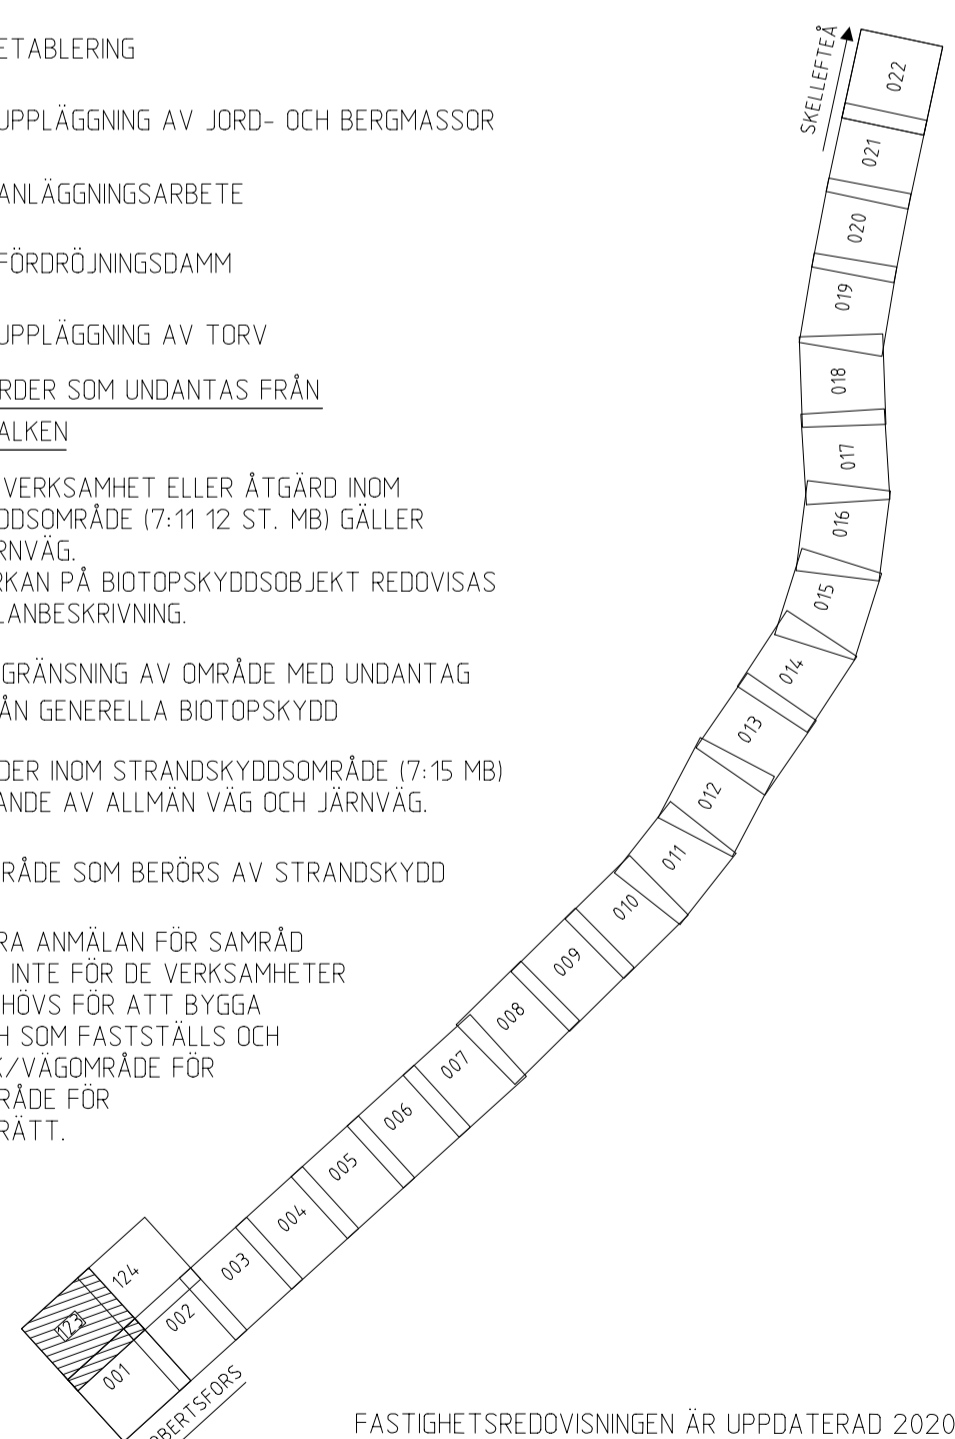 ETABLERING
UPPLÄGGNING AV JORD- OCH BERGMASSOR
ANLÄGGNINGSARBETE
FÖRDRÖJNINGSDAMM
UPPLÄGGNING AV TORV
RDER SOM UNDANTAS FRÅN
ALKEN
VERKSAMHET ELLER ÅTGÄRD INOM
DDSOMRÅDE (7:11 12 ST. MB) GÄLLER
RNVÄG.
RKAN PÅ BIOTOPSKYDDSOBJEKT REDOVISAS
LANBESKRIVNING.
GRÄNSNING AV OMRÅDE MED UNDANTAG
ÅN GENERELLA BIOTOPSKYDD
DER INOM STRANDSKYDDSOMRÅDE (7:15 MB)
ANDE AV ALLMÄN VÄG OCH JÄRNVÄG.
RÅDE SOM BERÖRS AV STRANDSKYDD
RA ANMÄLAN FÖR SAMRÅD
INTE FÖR DE VERKSAMHETER
HÖVS FÖR ATT BYGGA
H SOM FASTSTÄLLS OCH
K/VÄGOMRÅDE FÖR
RÅDE FÖR
RÄTT.
SKELLEFTEÅ
022
021
020
019
018
017
016
015
014
013
012
011
010
009
008
007
006
005
004
003
002
001
124
123
OBERTSFORS
FASTIGHETSREDOVISNINGEN ÄR UPPDATERAD 2020